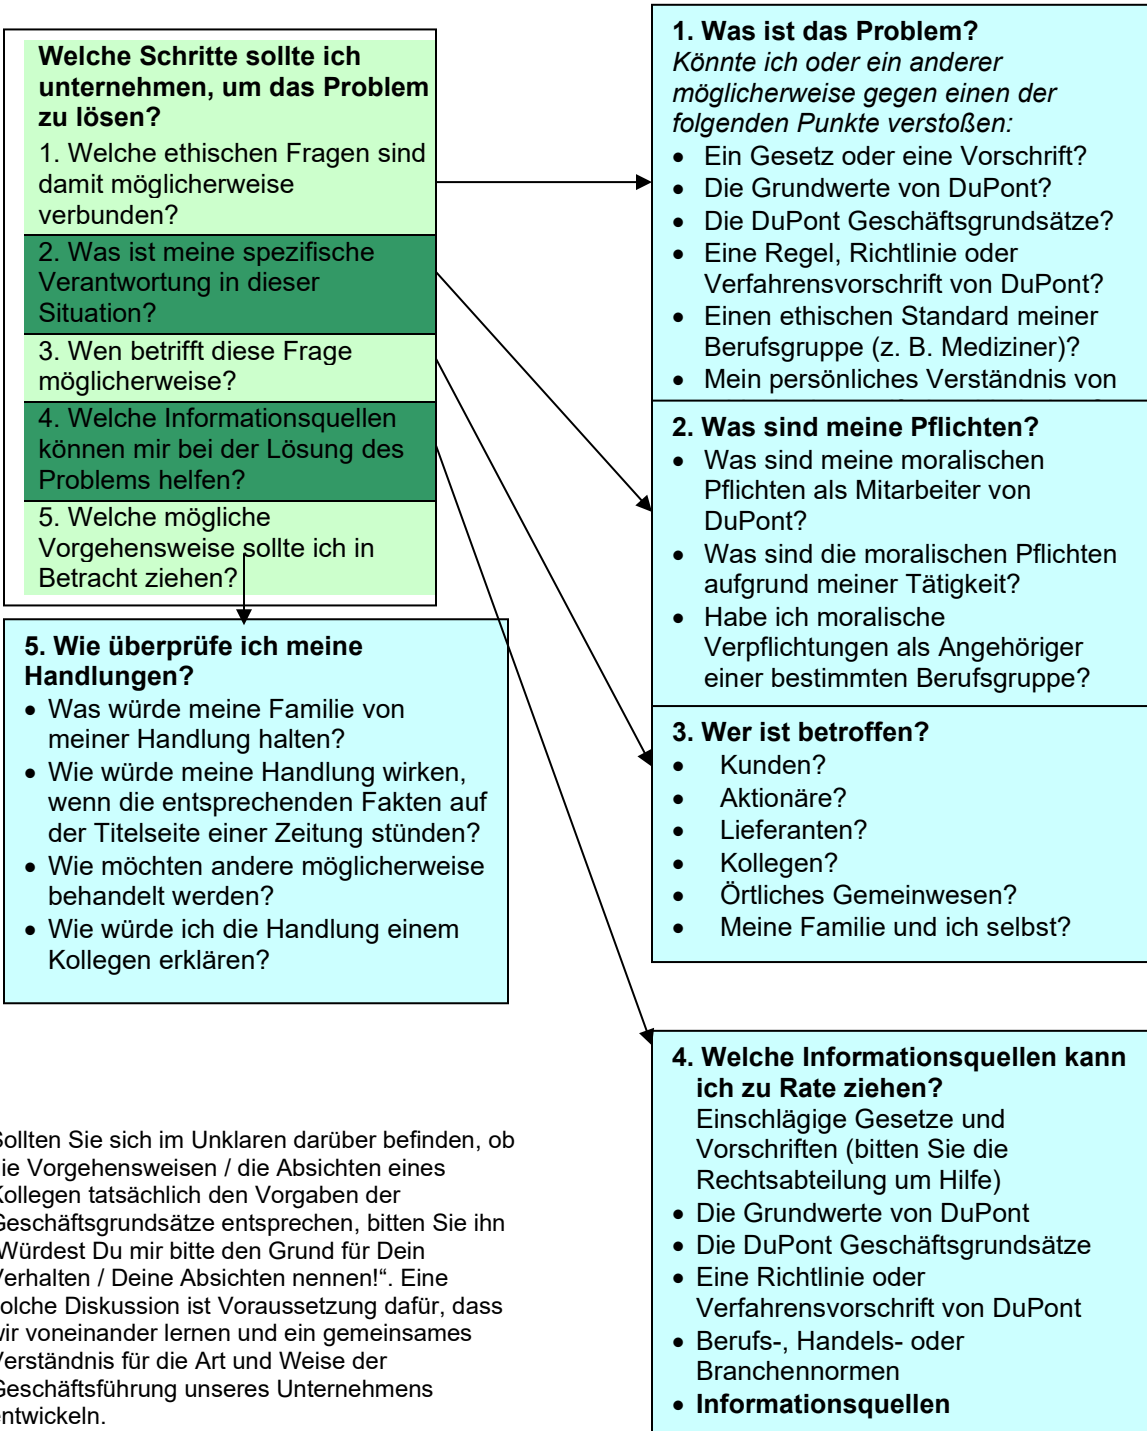 Welche Schritte sollte ich
unternehmen, um das Problem
zu lösen?
1. Welche ethischen Fragen sind
damit möglicherweise
verbunden?
2. Was ist meine spezifische
Verantwortung in dieser
Situation?
3. Wen betrifft diese Frage
möglicherweise?
4. Welche Informationsquellen
können mir bei der Lösung des
Problems helfen?
5. Welche mögliche
Vorgehensweise sollte ich in
Betracht ziehen?
1. Was ist das Problem?
Könnte ich oder ein anderer
möglicherweise gegen einen der
folgenden Punkte verstoßen:
• Ein Gesetz oder eine Vorschrift?
• Die Grundwerte von DuPont?
• Die DuPont Geschäftsgrundsätze?
• Eine Regel, Richtlinie oder
Verfahrensvorschrift von DuPont?
• Einen ethischen Standard meiner
Berufsgruppe (z. B. Mediziner)?
• Mein persönliches Verständnis von
2. Was sind meine Pflichten?
• Was sind meine moralischen
Pflichten als Mitarbeiter von
DuPont?
• Was sind die moralischen Pflichten
aufgrund meiner Tätigkeit?
• Habe ich moralische
Verpflichtungen als Angehöriger
einer bestimmten Berufsgruppe?
3. Wer ist betroffen?
• Kunden?
• Aktionäre?
• Lieferanten?
• Kollegen?
• Örtliches Gemeinwesen?
• Meine Familie und ich selbst?
4. Welche Informationsquellen kann
ich zu Rate ziehen?
Einschlägige Gesetze und
Vorschriften (bitten Sie die
Rechtsabteilung um Hilfe)
• Die Grundwerte von DuPont
• Die DuPont Geschäftsgrundsätze
• Eine Richtlinie oder
Verfahrensvorschrift von DuPont
• Berufs-, Handels- oder
Branchennormen
• Informationsquellen
5. Wie überprüfe ich meine
Handlungen?
• Was würde meine Familie von
meiner Handlung halten?
• Wie würde meine Handlung wirken,
wenn die entsprechenden Fakten auf
der Titelseite einer Zeitung stünden?
• Wie möchten andere möglicherweise
behandelt werden?
• Wie würde ich die Handlung einem
Kollegen erklären?
Sollten Sie sich im Unklaren darüber befinden, ob
die Vorgehensweisen / die Absichten eines
Kollegen tatsächlich den Vorgaben der
Geschäftsgrundsätze entsprechen, bitten Sie ihn
Würdest Du mir bitte den Grund für Dein
Verhalten / Deine Absichten nennen!“. Eine
solche Diskussion ist Voraussetzung dafür, dass
wir voneinander lernen und ein gemeinsames
Verständnis für die Art und Weise der
Geschäftsführung unseres Unternehmens
entwickeln.